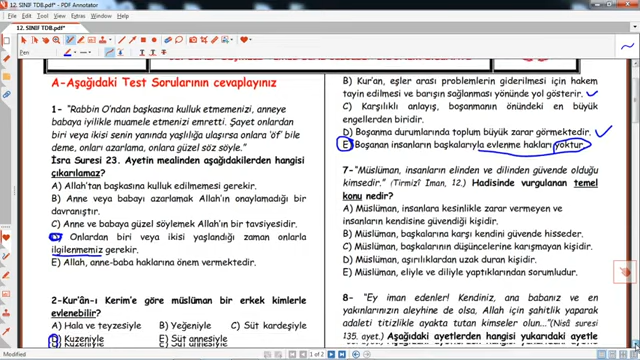 12. SINIF TDB.pdf* - PDF Annotator
File Edit View Tool Extras Window Help
12. SINIF TDB.pdf*
Pen
A-Aşağıdaki Test Sorularının cevaplayınız
1- "Rabbin O'ndan başkasına kulluk etmemenizi, anneye
babaya iyilikle muamele etmenizi emretti. Şayet onlardan
biri veya ikisi senin yanında yaşlılığa ulaşırsa onlara 'öf' bile
deme, onları azarlama, onlara güzel söz söyle."
İsra Suresi 23. Ayetin mealinden aşağıdakilerden hangisi
çıkarılamaz?
A) Allah'tan başkasına kulluk edilmemesi gerekir.
B) Anne ve babayı azarlamak Allah'ın onaylamadığı bir
davranıştır.
C) Anne ve babaya güzel söylemek Allah'ın bir tavsiyesidir.
Onlardan biri veya ikisi yaşlandığı zaman onlarla
ilgilenmemiz gerekir.
E) Allah, anne-baba haklarına önem vermektedir.
2-Kur'ân-ı Kerim'e göre müslüman bir erkek kimlerle
evlenebilir?
A) Hala ve teyzesiyle B) Yeğeniyle C) Süt kardeşiyle
D) Kuzeniyle E) Süt annesiyle
B) Kur'an, eşler arası problemlerin giderilmesi için hakem
tayin edilmesi ve barışın sağlanması yönünde yol gösterir.
C) Karşılıklı anlayış, boşanmanın önündeki en büyük
engellerden biridir.
D) Boşanma durumlarında toplum büyük zarar görmektedir.
E) Boşanan insanların başkalarıyla evlenme hakları yoktur.
7- "Müslüman, insanların elinden ve dilinden güvende olduğu
kimsedir." (Tirmizî İman, 12.) Hadisinde vurgulanan temel
konu nedir?
A) Müslüman, insanlara kesinlikle zarar vermeyen ve
insanların kendisine güvendiği kişidir.
B) Müslüman, başkalarına karşı kendini güvende hisseder.
C) Müslüman, başkalarının düşüncelerine karışmayan kişidir.
D) Müslüman, aşırılıklardan uzak duran kişidir.
E) Müslüman, eliyle ve diliyle yaptıklarından sorumludur.
8- "Ey iman edenler! Kendiniz, ana babanız ve en
yakınlarınızın aleyhine de olsa, Allah için şahitlik yaparak
adaleti titizlikle ayakta tutan kimseler olun..."(Nisâ suresi
135. ayet.) Aşağıdaki ayetlerden hangisi yukarıdaki ayetle
1 of 2